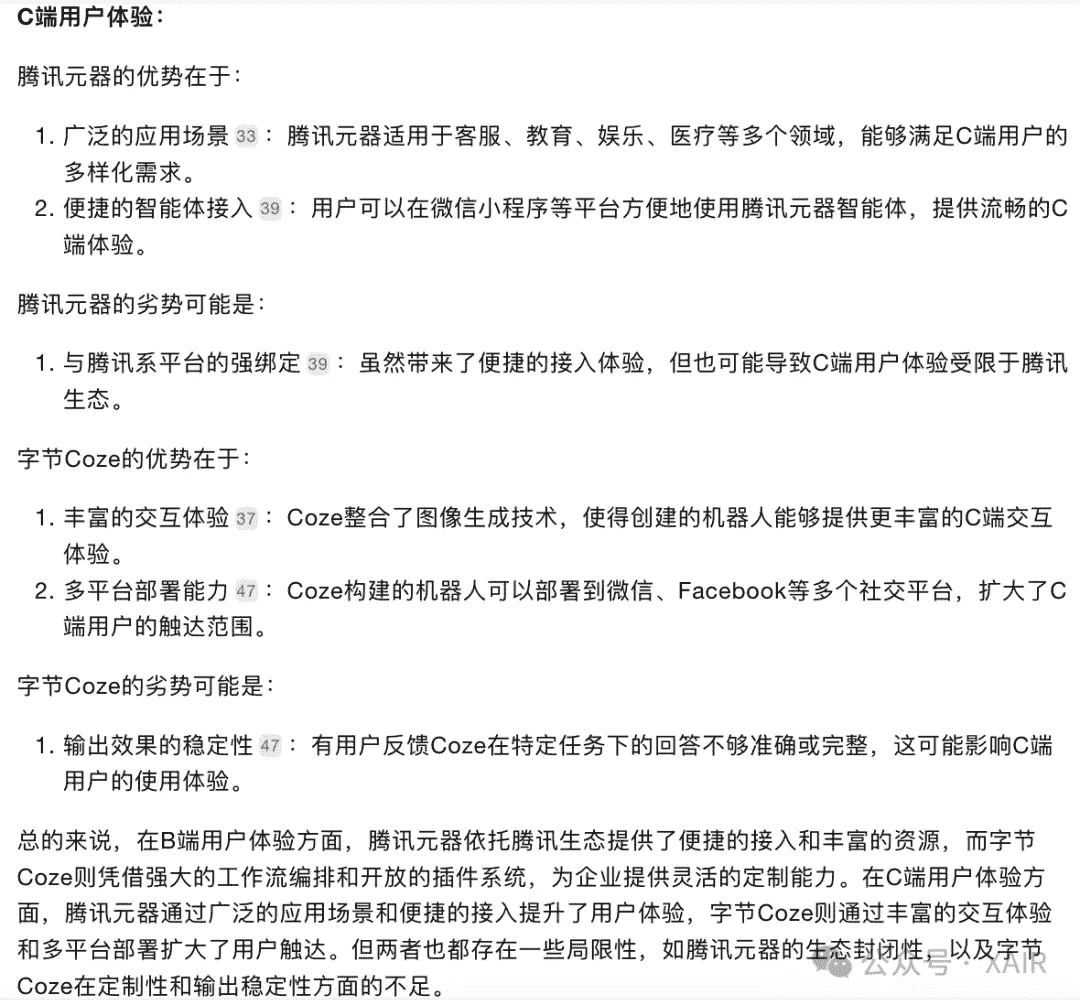 C端用户体验：
腾讯元器的优势在于：
1. 广泛的应用场景 33 ：腾讯元器适用于客服、教育、娱乐、医疗等多个领域，能够满足C端用户的
多样化需求。
2. 便捷的智能体接入 39 ：用户可以在微信小程序等平台方便地使用腾讯元器智能体，提供流畅的C
端体验。
腾讯元器的劣势可能是：
1. 与腾讯系平台的强绑定 39 ：虽然带来了便捷的接入体验，但也可能导致C端用户体验受限于腾讯
生态。
字节Coze的优势在于：
1. 丰富的交互体验 37 ：Coze整合了图像生成技术，使得创建的机器人能够提供更丰富的C端交互
体验。
2. 多平台部署能力 47 ：Coze构建的机器人可以部署到微信、Facebook等多个社交平台，扩大了C
端用户的触达范围。
字节Coze的劣势可能是：
1. 输出效果的稳定性 47 ：有用户反馈Coze在特定任务下的回答不够准确或完整，这可能影响C端
用户的使用体验。
总的来说，在B端用户体验方面，腾讯元器依托腾讯生态提供了便捷的接入和丰富的资源，而字节
Coze则凭借强大的工作流编排和开放的插件系统，为企业提供灵活的定制能力。在C端用户体验方
面，腾讯元器通过广泛的应用场景和便捷的接入提升了用户体验，字节Coze则通过丰富的交互体验
和多平台部署扩大了用户触达。但两者也都存在一些局限性，如腾讯元器的生态封闭性，以及字节
Coze在定制性和输出稳定性方面的不足。
公众号 · XAIR